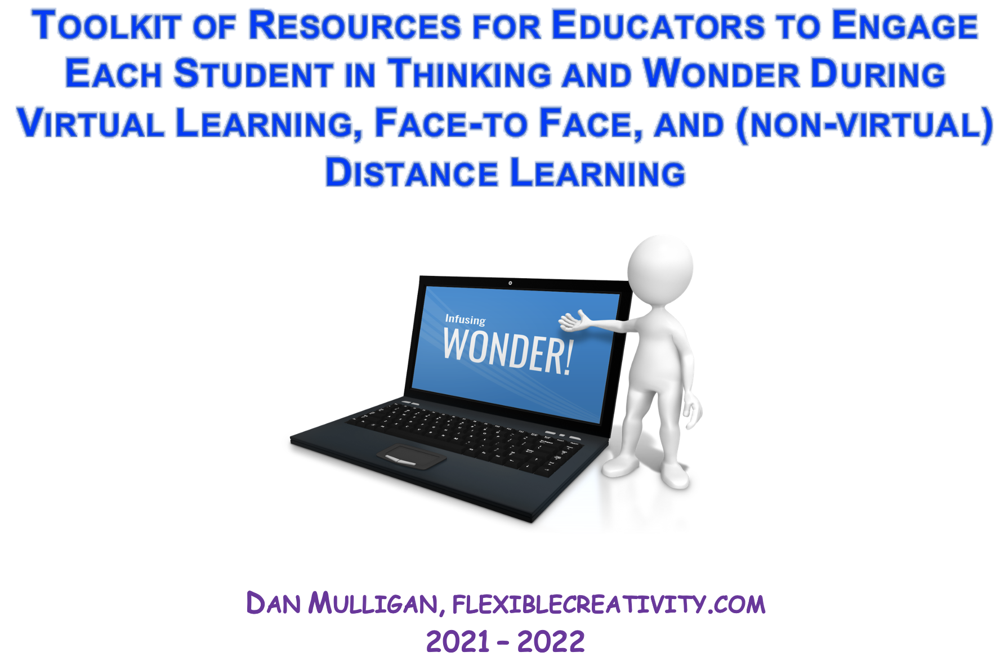 Toolkit of Resources for Educators to Engage
Each Student in Thinking and Wonder During
Virtual Learning, Face-to Face, and (non-virtual)
Distance Learning
Infusing
WONDER!
Dan Mulligan, flexiblecreativity.com
2021 – 2022